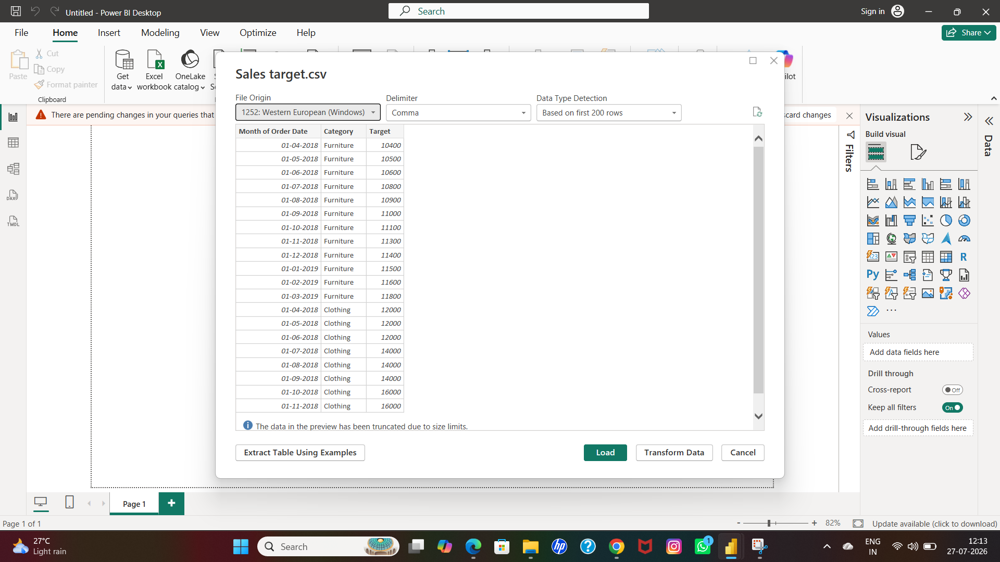 Untitled - Power BI Desktop
Search
Sign in
File Home Insert Modeling View Optimize Help
Share
Paste
Cut
Copy
Format painter
Clipboard
Get data
Excel workbook
OneLake catalog
There are pending changes in your queries that
changes
Sales target.csv
File Origin
1252: Western European (Windows)
Delimiter
Comma
Data Type Detection
Based on first 200 rows
Month of Order Date Category Target
01-04-2018 Furniture 10400
01-05-2018 Furniture 10500
01-06-2018 Furniture 10600
01-07-2018 Furniture 10800
01-08-2018 Furniture 10900
01-09-2018 Furniture 11000
01-10-2018 Furniture 11100
01-11-2018 Furniture 11300
01-12-2018 Furniture 11400
01-01-2019 Furniture 11500
01-02-2019 Furniture 11600
01-03-2019 Furniture 11800
01-04-2018 Clothing 12000
01-05-2018 Clothing 12000
01-06-2018 Clothing 12000
01-07-2018 Clothing 14000
01-08-2018 Clothing 14000
01-09-2018 Clothing 14000
01-10-2018 Clothing 16000
01-11-2018 Clothing 16000
The data in the preview has been truncated due to size limits.
Extract Table Using Examples
Load
Transform Data
Cancel
DAX
TMDL
Filters
Visualizations
Build visual
123
R
Py
Values
Add data fields here
Drill through
Cross-report
Off
Keep all filters
On
Add drill-through fields here
Data
Page 1
+
Page 1 of 1
- + 82%
Update available (click to download)
27°C
Light rain
Search
hp
1
ENG
IN
12:13
27-07-2026